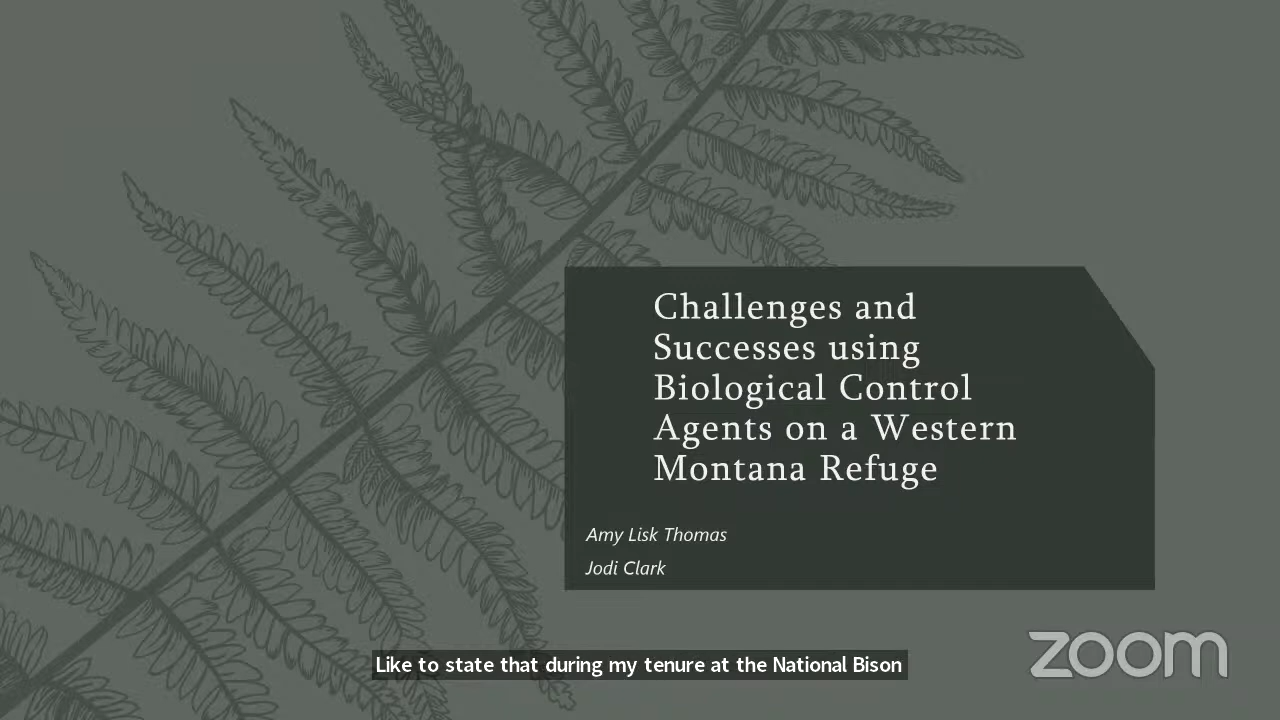 Challenges and
Successes using
Biological Control
Agents on a Western
Montana Refuge
Amy Lisk Thomas
Jodi Clark
Like to state that during my tenure at the National Bison
zoom